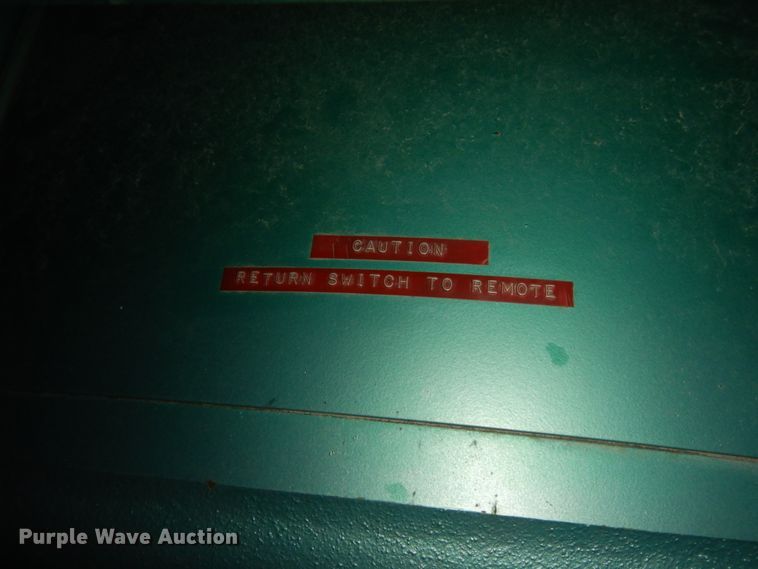 CAUTION
RETURN SWITCH TO REMOTE
Purple Wave Auction